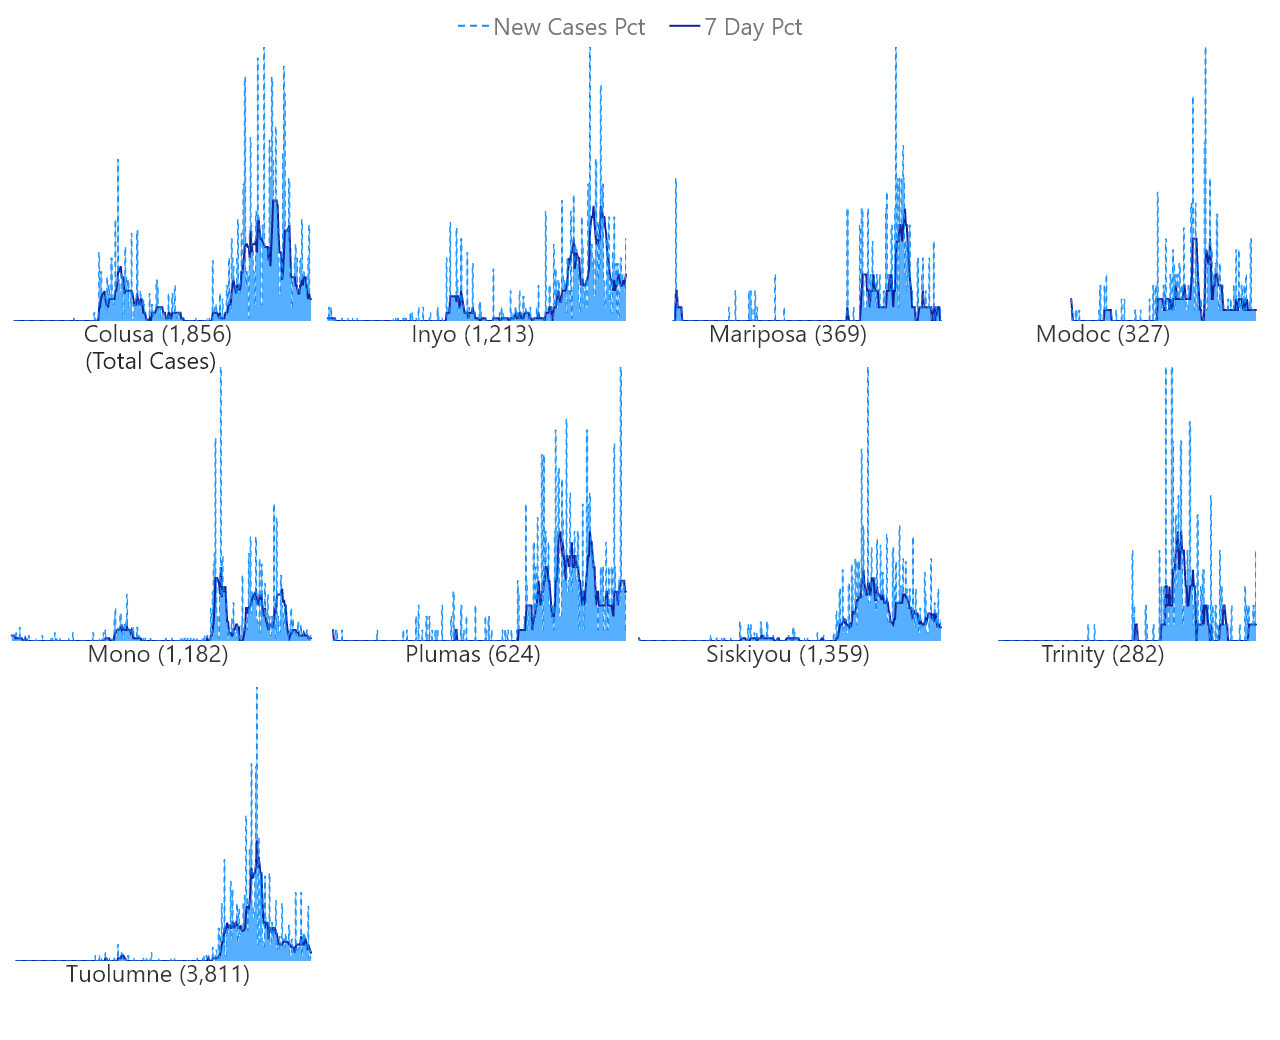 New Cases Pct 7 Day Pct
Colusa (1,856) Inyo (1,213) Mariposa (369) Modoc (327)
(Total Cases)
Mono (1,182) Plumas (624) Siskiyou (1,359) Trinity (282)
Tuolumne (3,811)